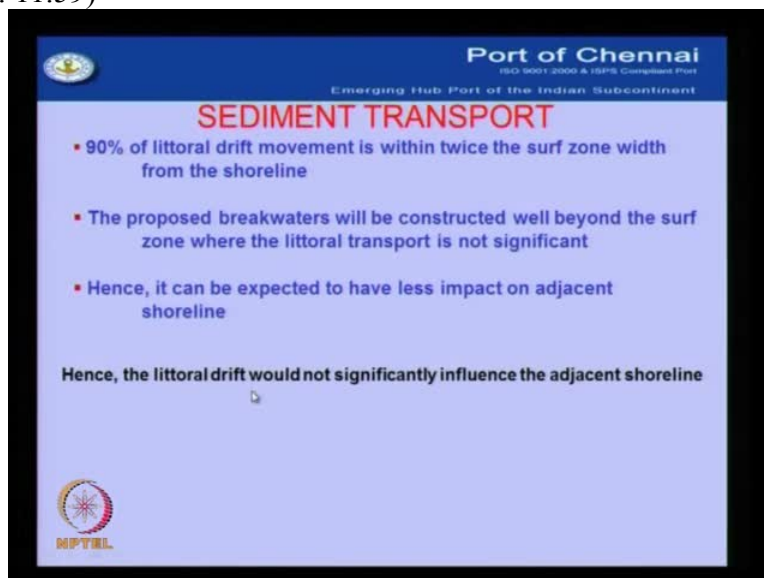 : 11:59)
Port of Chennai
ISO 9001:2000 & ISPS Compliant Port
Emerging Hub Port of the Indian Subcontinent
SEDIMENT TRANSPORT
▪ 90% of littoral drift movement is within twice the surf zone width
from the shoreline
▪ The proposed breakwaters will be constructed well beyond the surf
zone where the littoral transport is not significant
▪ Hence, it can be expected to have less impact on adjacent
shoreline
Hence, the littoral drift would not significantly influence the adjacent shoreline
NPTEL